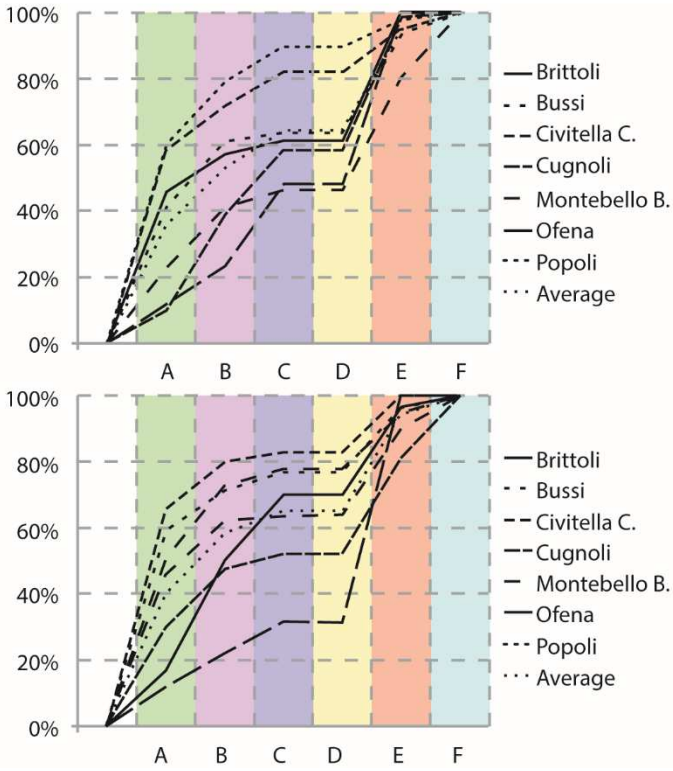 100%
80%
60%
40%
20%
0%
A B C D E F
Brittoli
Bussi
Civitella C.
Cugnoli
Montebello B.
Ofena
Popoli
Average
100%
80%
60%
40%
20%
0%
A B C D E F
Brittoli
Bussi
Civitella C.
Cugnoli
Montebello B.
Ofena
Popoli
Average